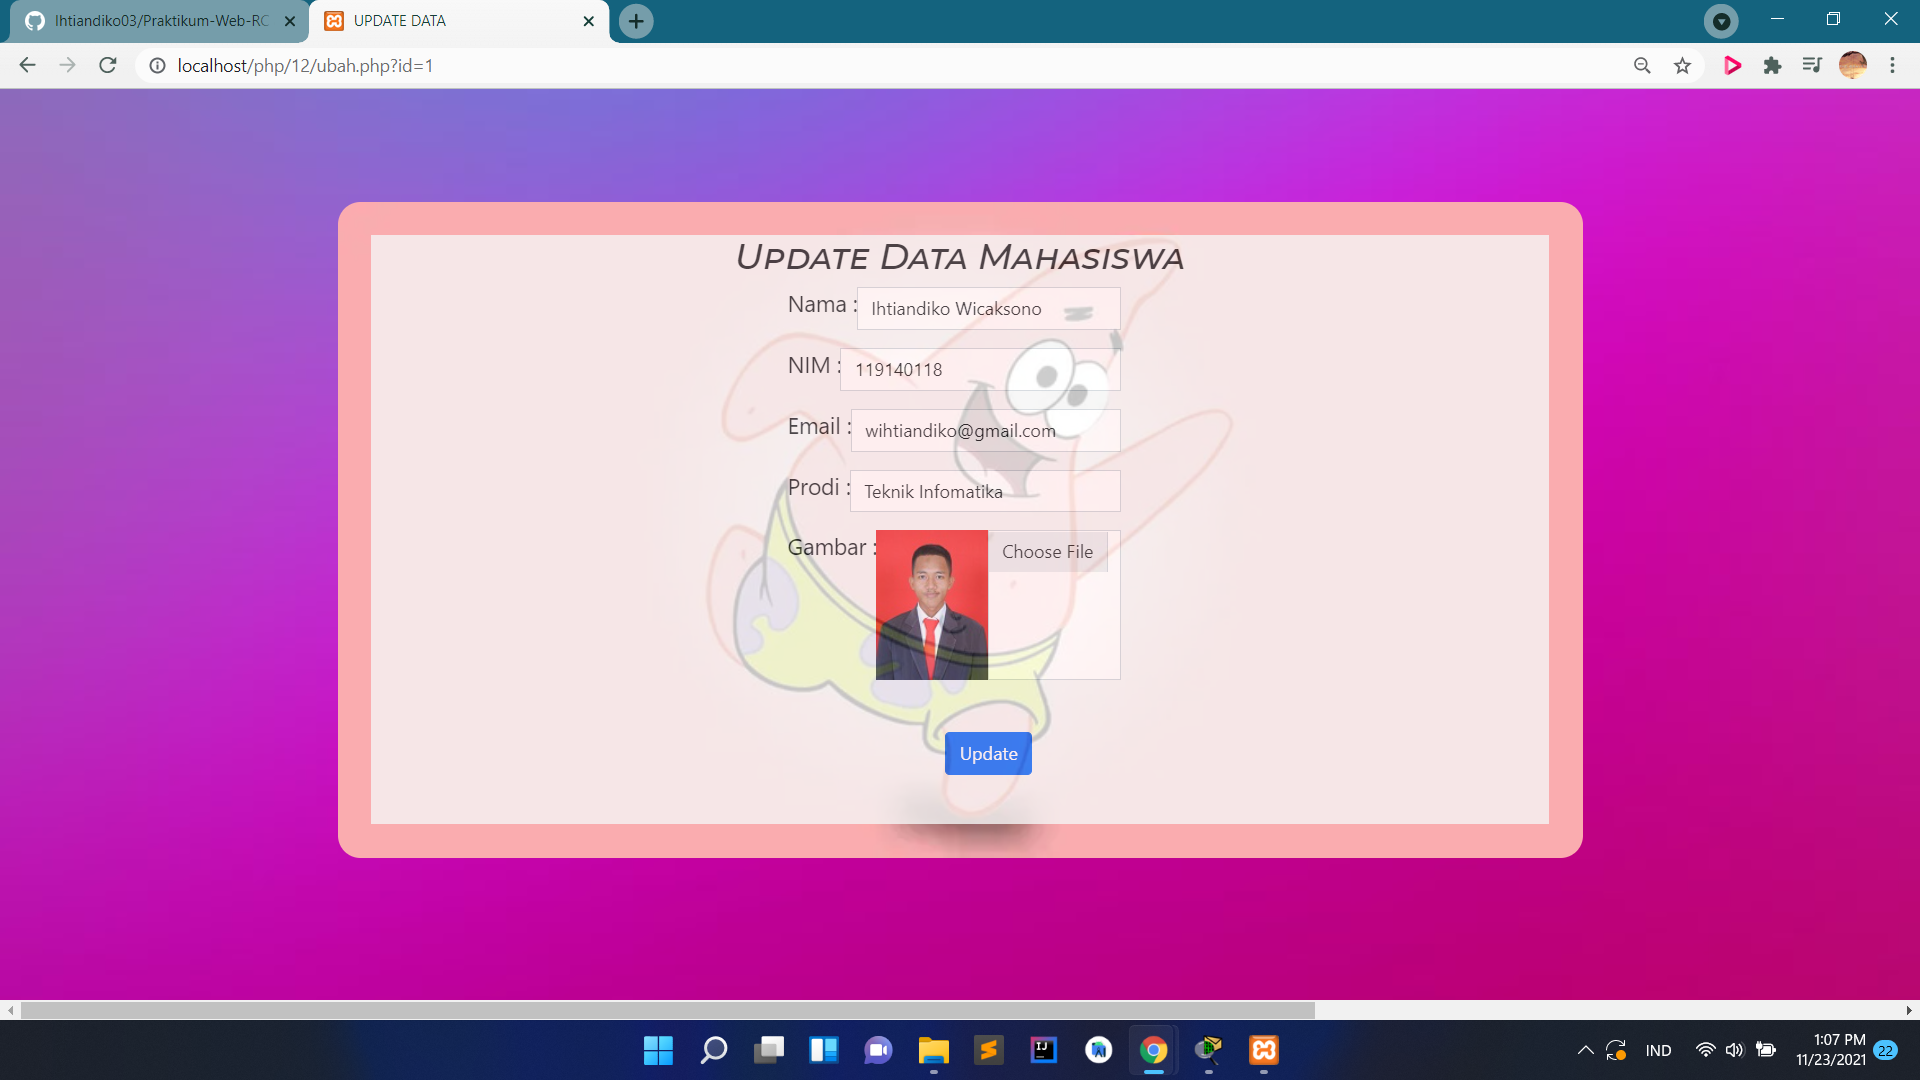 Ihtiandiko03/Praktikum-Web-RC
UPDATE DATA
localhost/php/12/ubah.php?id=1
Update Data Mahasiswa
Nama : Ihtiandiko Wicaksono
NIM : 119140118
Email : wihtiandiko@gmail.com
Prodi : Teknik Infomatika
Gambar : Choose File
Update
IJ
AI
IND
1:07 PM
11/23/2021
22